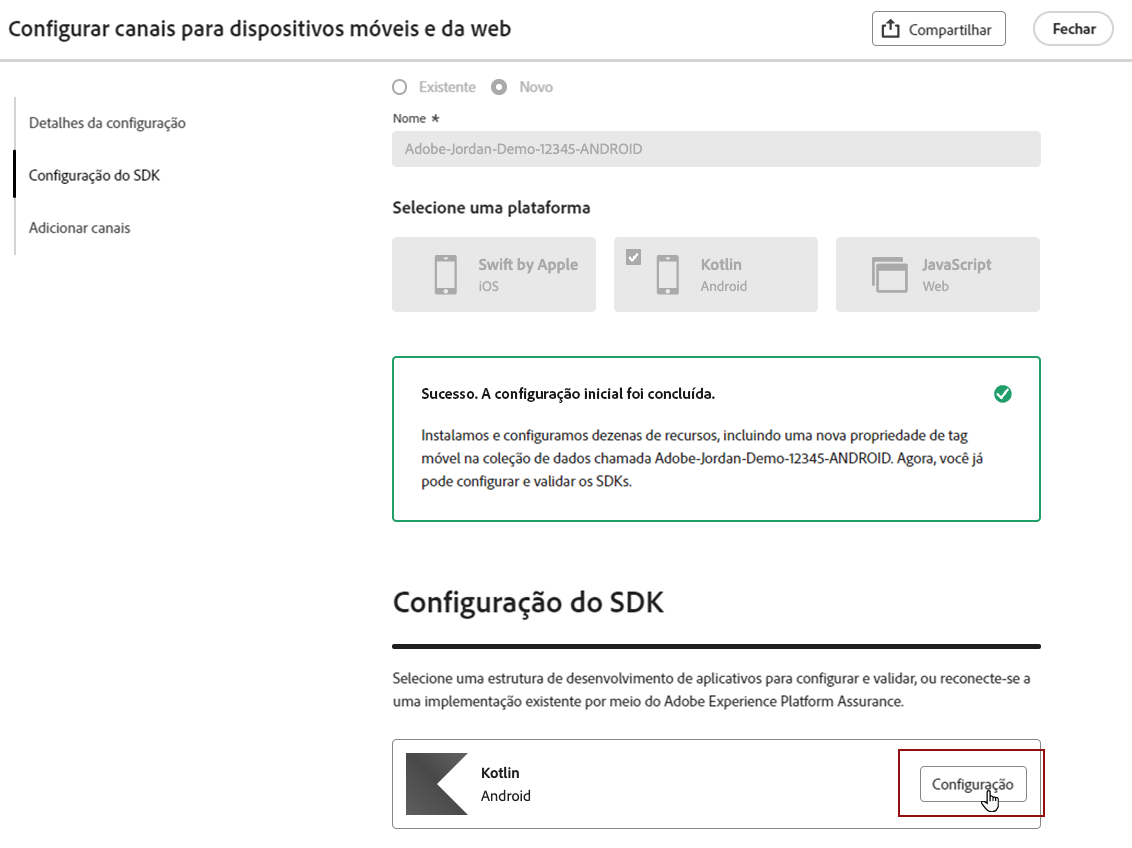 Configurar canais para dispositivos móveis e da web
Compartilhar
Fechar
Detalhes da configuração
Configuração do SDK
Adicionar canais
Existente
Novo
Nome *
Adobe-Jordan-Demo-12345-ANDROID
Selecione uma plataforma
Swift by Apple
iOS
Kotlin
Android
JavaScript
Web
Sucesso. A configuração inicial foi concluída.
Instalamos e configuramos dezenas de recursos, incluindo uma nova propriedade de tag
móvel na coleção de dados chamada Adobe-Jordan-Demo-12345-ANDROID. Agora, você já
pode configurar e validar os SDKs.
Configuração do SDK
Selecione uma estrutura de desenvolvimento de aplicativos para configurar e validar, ou reconecte-se a
uma implementação existente por meio do Adobe Experience Platform Assurance.
Kotlin
Android
Configuração